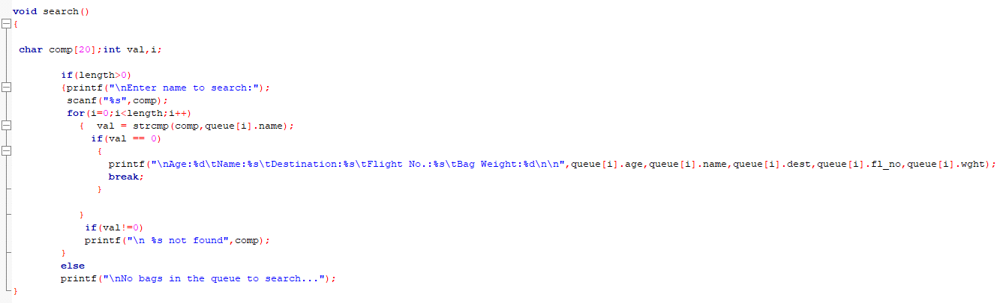 void search()
{
char comp[20];int val,i;
if(length>0)
{printf("\nEnter name to search:");
scanf("%s",comp);
for(i=0;i<length;i++)
{ val = strcmp(comp,queue[i].name);
if(val == 0)
{
printf("\nAge:%d\tName:%s\tDestination:%s\tFlight No.:%s\tBag Weight:%d\n\n",queue[i].age,queue[i].name,queue[i].dest,queue[i].fl_no,queue[i].wght);
break;
}
}
if(val!=0)
printf("\n %s not found",comp);
}
else
printf("\nNo bags in the queue to search...");
}